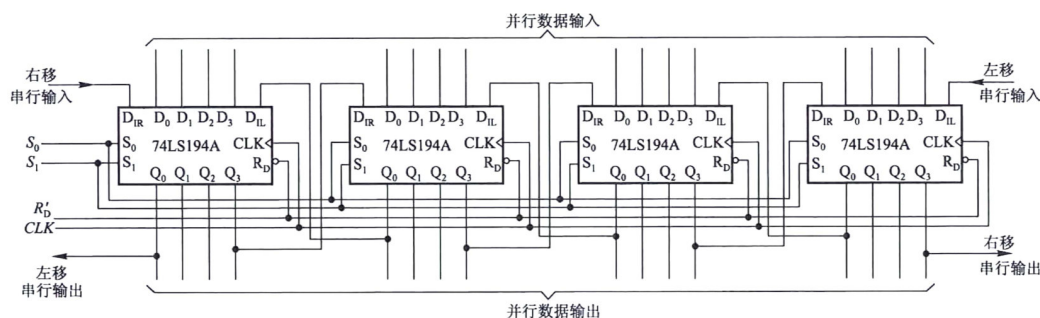 并行数据输入
右移
串行输入
左移
串行输入
D_IR D_0 D_1 D_2 D_3 D_IL
S_0 74LS194A CLK
S_1 R_D
Q_0 Q_1 Q_2 Q_3
D_IR D_0 D_1 D_2 D_3 D_IL
S_0 74LS194A CLK
S_1 R_D
Q_0 Q_1 Q_2 Q_3
D_IR D_0 D_1 D_2 D_3 D_IL
S_0 74LS194A CLK
S_1 R_D
Q_0 Q_1 Q_2 Q_3
D_IR D_0 D_1 D_2 D_3 D_IL
S_0 74LS194A CLK
S_1 R_D
Q_0 Q_1 Q_2 Q_3
S_0
S_1
R'_D
CLK
左移
串行输出
右移
串行输出
并行数据输出